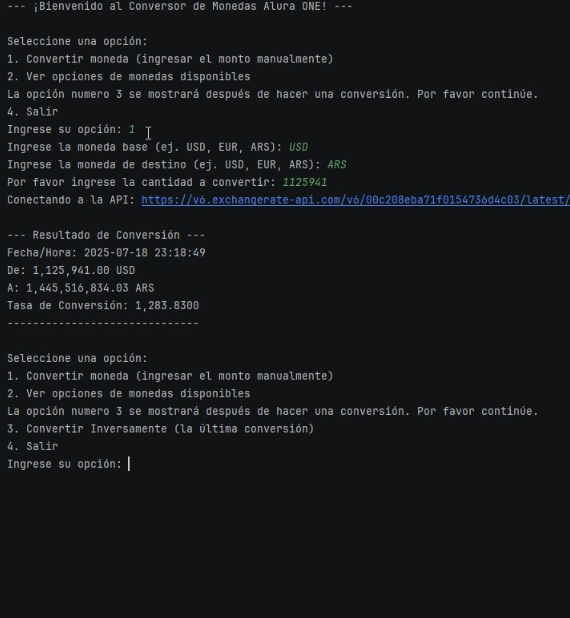 --- ¡Bienvenido al Conversor de Monedas Alura ONE! ---
Seleccione una opción:
1. Convertir moneda (ingresar el monto manualmente)
2. Ver opciones de monedas disponibles
La opción numero 3 se mostrará después de hacer una conversión. Por favor continúe.
4. Salir
Ingrese su opción: 1
Ingrese la moneda base (ej. USD, EUR, ARS): USD
Ingrese la moneda de destino (ej. USD, EUR, ARS): ARS
Por favor ingrese la cantidad a convertir: 1125941
Conectando a la API: https://v6.exchangerate-api.com/v6/00c208eba71f0154736d4c03/latest/
--- Resultado de Conversión ---
Fecha/Hora: 2025-07-18 23:18:49
De: 1,125,941.00 USD
A: 1,445,516,834.03 ARS
Tasa de Conversión: 1,283.8300
------------------------------
Seleccione una opción:
1. Convertir moneda (ingresar el monto manualmente)
2. Ver opciones de monedas disponibles
La opción numero 3 se mostrará después de hacer una conversión. Por favor continúe.
3. Convertir Inversamente (la última conversión)
4. Salir
Ingrese su opción: